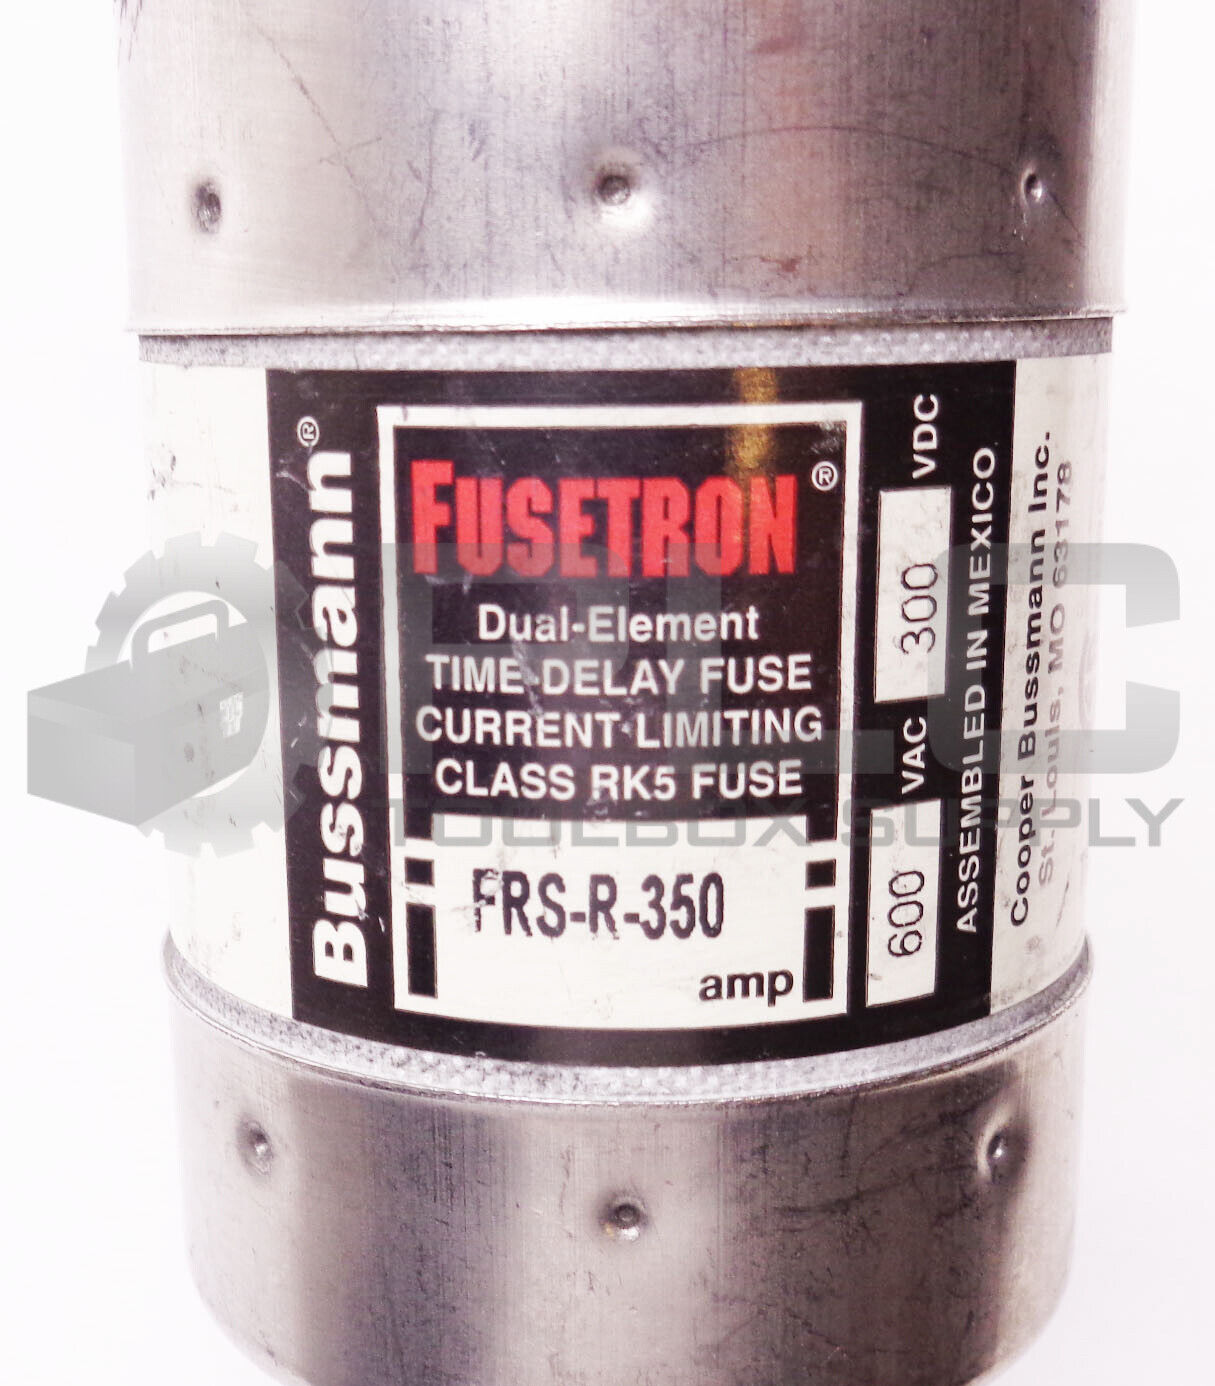 Bussmann®
FUSETRON®
Dual-Element
TIME-DELAY FUSE
CURRENT-LIMITING
CLASS RK5 FUSE
FRS-R-350
amp
600 VAC 300 VDC
ASSEMBLED IN MEXICO
Cooper Bussmann Inc.
St. Louis, MO 63178
PLC
TOOLBOX SUPPLY